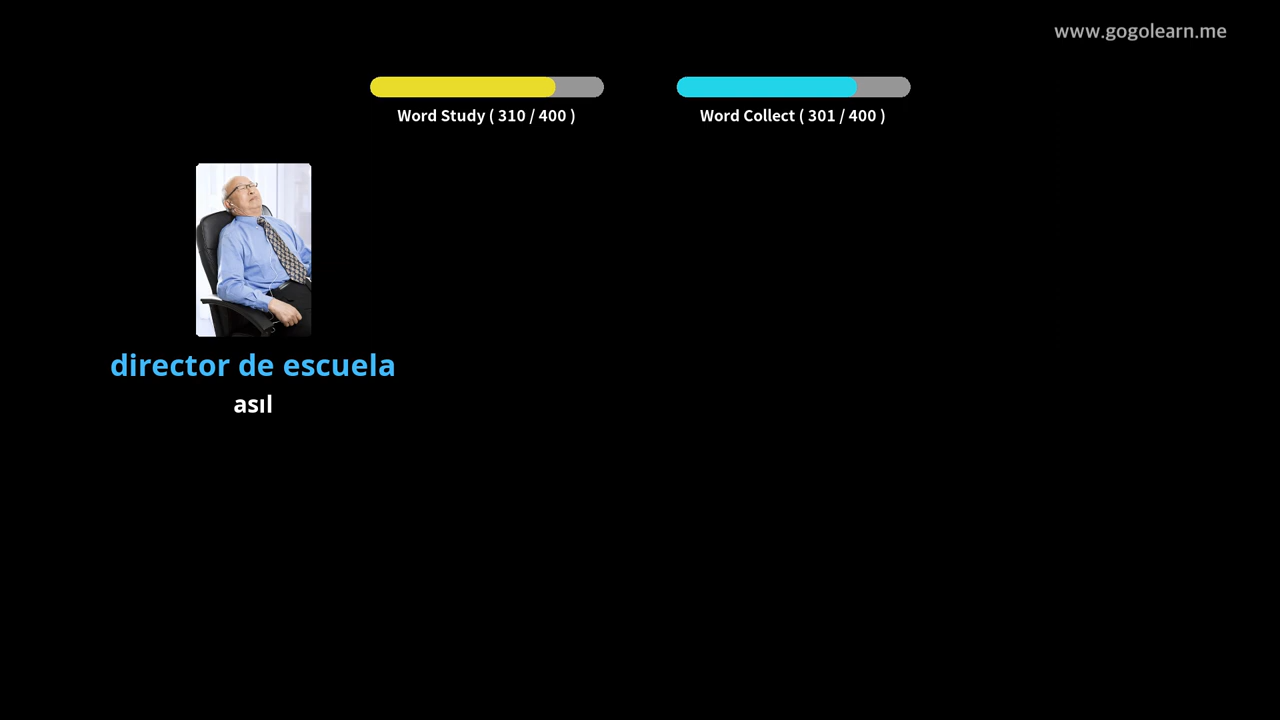 www.gogolearn.me
Word Study ( 310 / 400 )
Word Collect ( 301 / 400 )
director de escuela
asıl